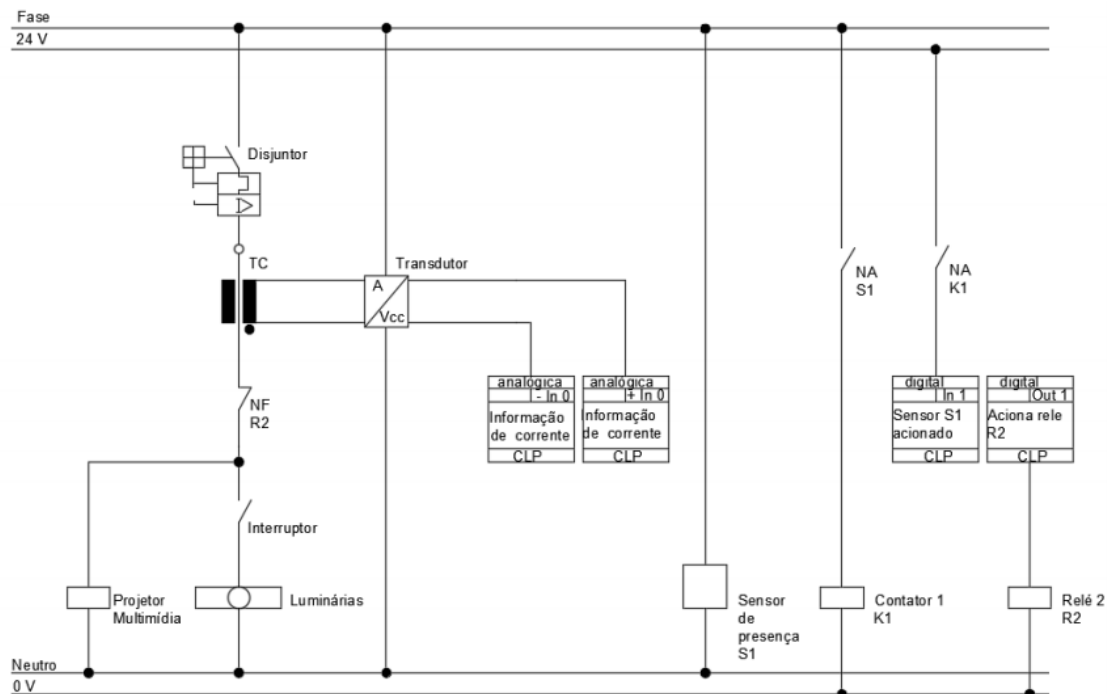 Fase
24 V
Disjuntor
TC
Transdutor
A
Vcc
NA
S1
NA
K1
analógica
- In 0
Informação
de corrente
CLP
analógica
+ In 0
Informação
de corrente
CLP
digital
In 1
Sensor S1
acionado
CLP
digital
Out 1
Aciona rele
R2
CLP
NF
R2
Interruptor
Projetor
Multimídia
Luminárias
Sensor
de
presença
S1
Contator 1
K1
Relé 2
R2
Neutro
0 V